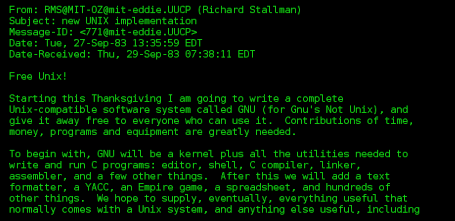 From: RMS@MIT-OZ@mit-eddie.UUCP (Richard Stallman)
Subject: new UNIX implementation
Message-ID: <771@mit-eddie.UUCP>
Date: Tue, 27-Sep-83 13:35:59 EDT
Date-Received: Thu, 29-Sep-83 07:38:11 EDT
Free Unix!
Starting this Thanksgiving I am going to write a complete
Unix-compatible software system called GNU (for Gnu's Not Unix), and
give it away free to everyone who can use it.  Contributions of time,
money, programs and equipment are greatly needed.
To begin with, GNU will be a kernel plus all the utilities needed to
write and run C programs: editor, shell, C compiler, linker,
assembler, and a few other things.  After this we will add a text
formatter, a YACC, an Empire game, a spreadsheet, and hundreds of
other things.  We hope to supply, eventually, everything useful that
normally comes with a Unix system, and anything else useful, including